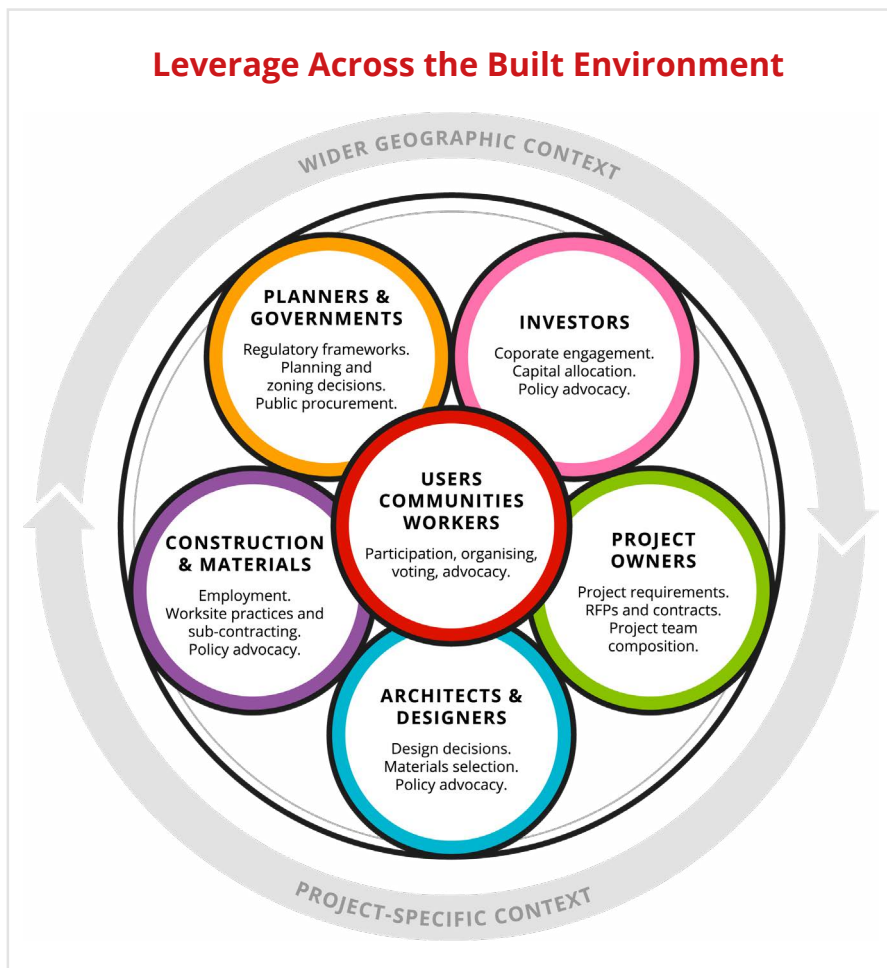 Leverage Across the Built Environment
WIDER GEOGRAPHIC CONTEXT
PLANNERS &
GOVERNMENTS
Regulatory frameworks.
Planning and
zoning decisions.
Public procurement.
INVESTORS
Coporate engagement.
Capital allocation.
Policy advocacy.
USERS
COMMUNITIES
WORKERS
Participation, organising,
voting, advocacy.
CONSTRUCTION
& MATERIALS
Employment.
Worksite practices and
sub-contracting.
Policy advocacy.
PROJECT
OWNERS
Project requirements.
RFPs and contracts.
Project team
composition.
ARCHITECTS &
DESIGNERS
Design decisions.
Materials selection.
Policy advocacy.
PROJECT-SPECIFIC CONTEXT